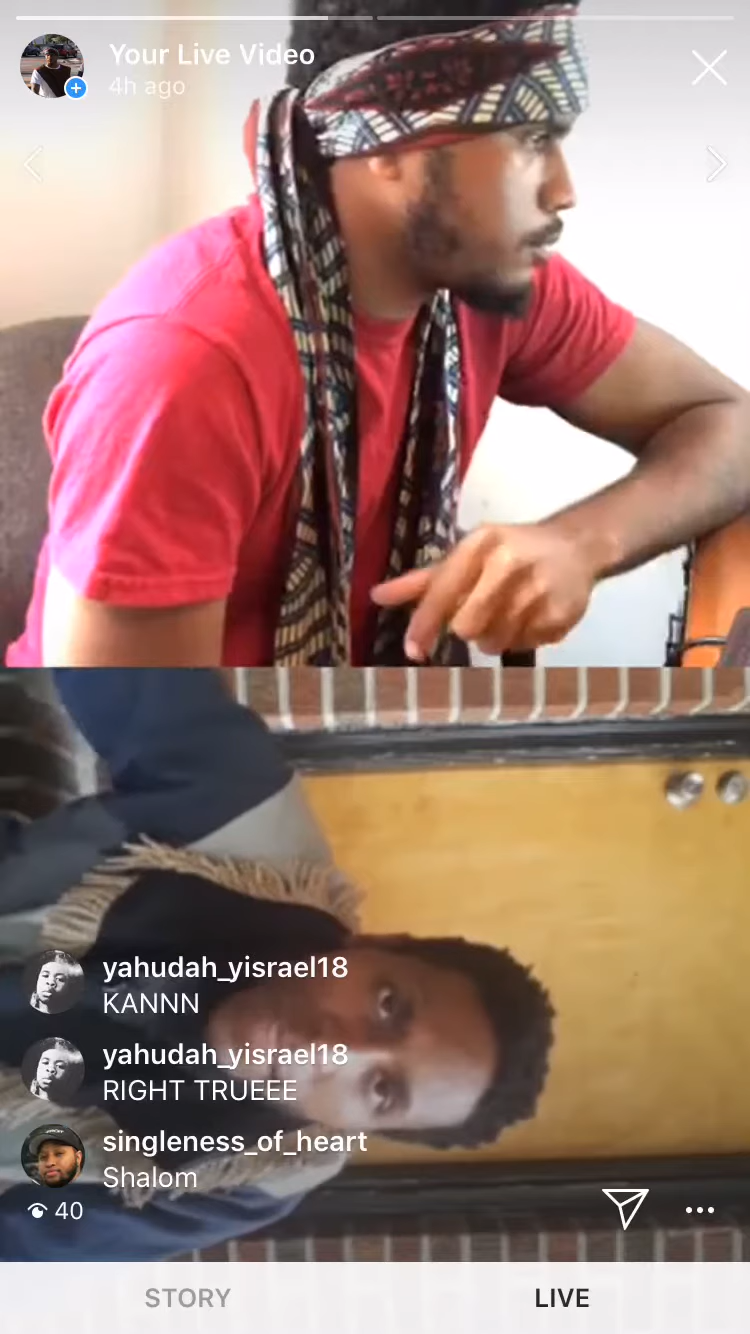 Your Live Video
4h ago
yahudah_yisrael18
KANNN
yahudah_yisrael18
RIGHT TRUEEE
singleness_of_heart
Shalom
40
STORY
LIVE